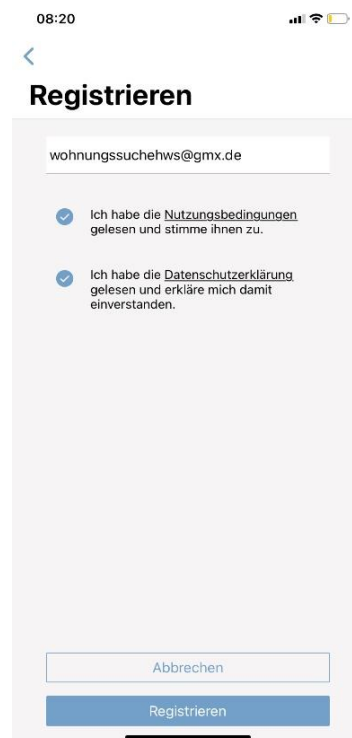 08:20
Registrieren
wohnungssuchehws@gmx.de
Ich habe die Nutzungsbedingungen
gelesen und stimme ihnen zu.
Ich habe die Datenschutzerklärung
gelesen und erkläre mich damit
einverstanden.
Abbrechen
Registrieren